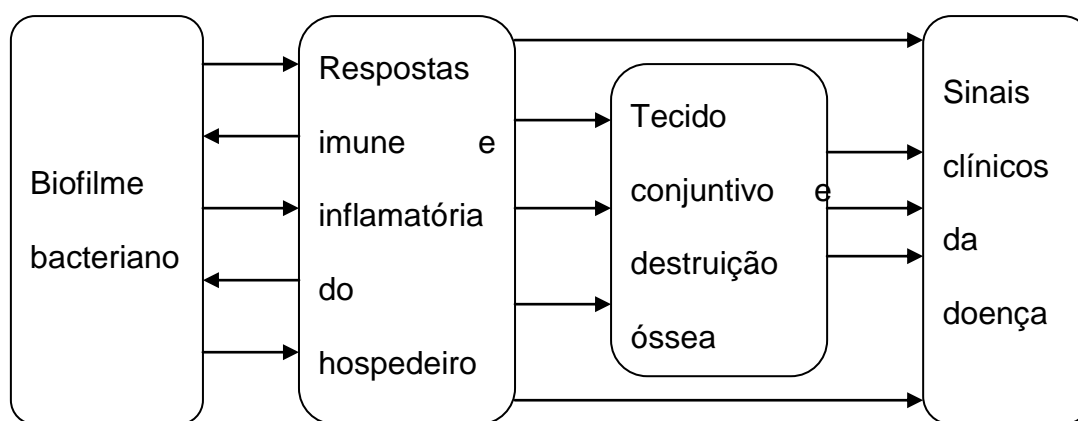 Biofilme
bacteriano
Respostas
imune e
inflamatória
do
hospedeiro
Tecido
conjuntivo e
destruição
óssea
Sinais
clínicos
da
doença